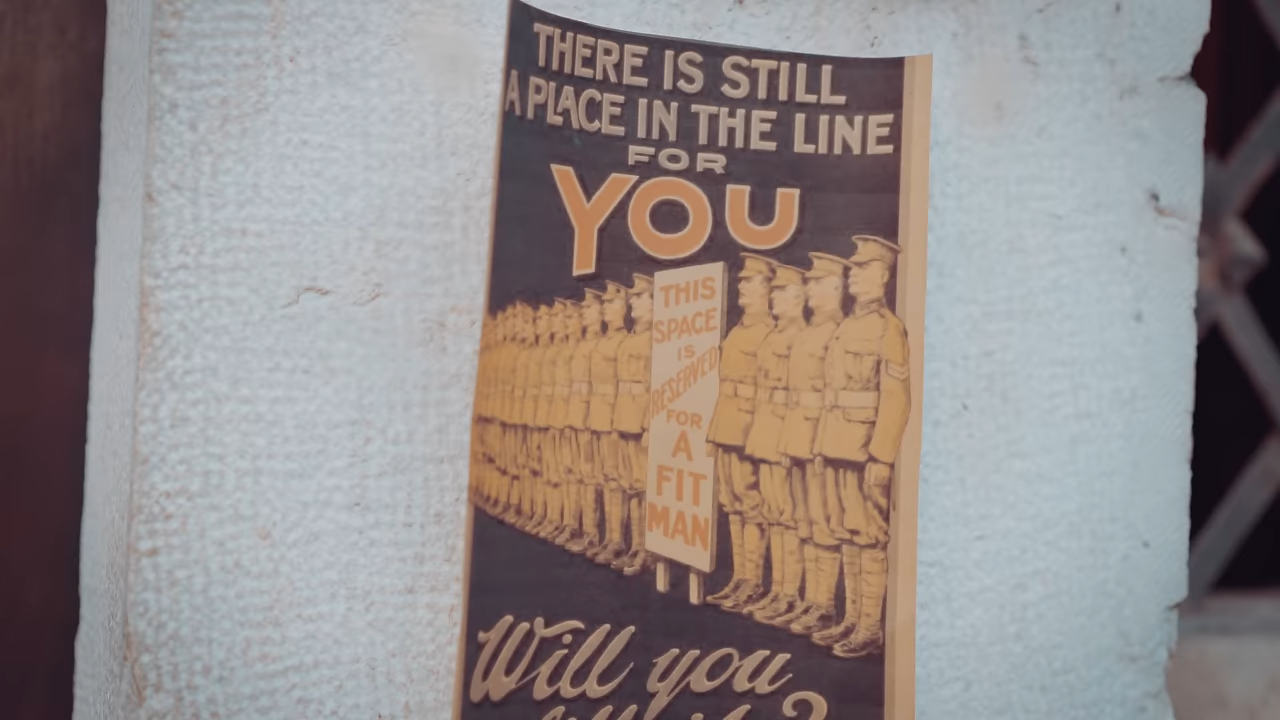 THERE IS STILL
A PLACE IN THE LINE
FOR
YOU
THIS
SPACE
IS
RESERVED
FOR
A
FIT
MAN
Will you